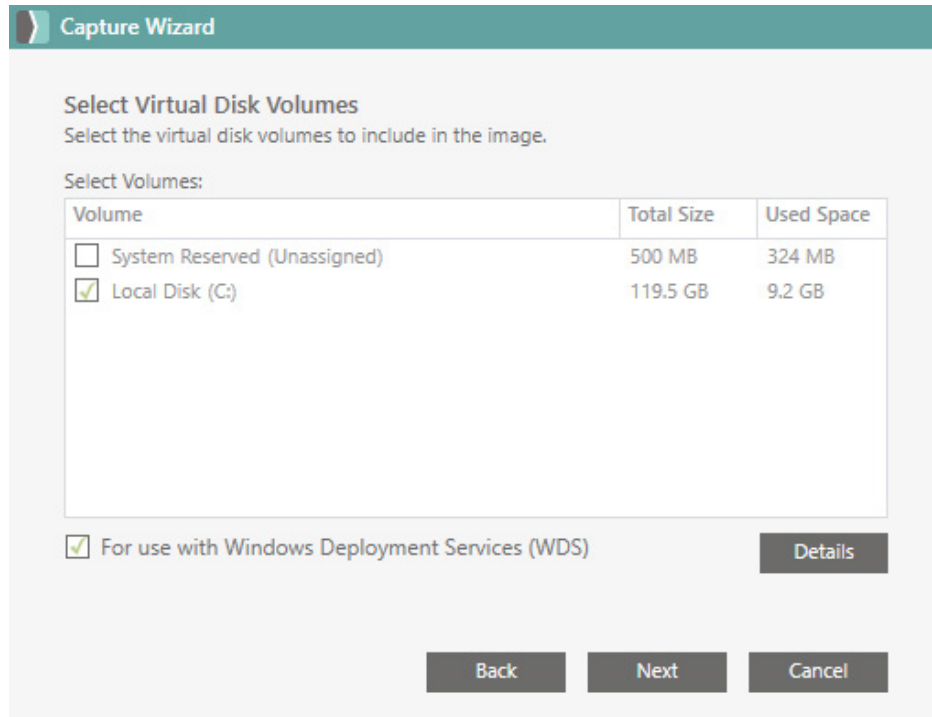 Capture Wizard
Select Virtual Disk Volumes
Select the virtual disk volumes to include in the image.
Select Volumes:
Volume Total Size Used Space
System Reserved (Unassigned) 500 MB 324 MB
Local Disk (C:) 119.5 GB 9.2 GB
For use with Windows Deployment Services (WDS) Details
Back Next Cancel